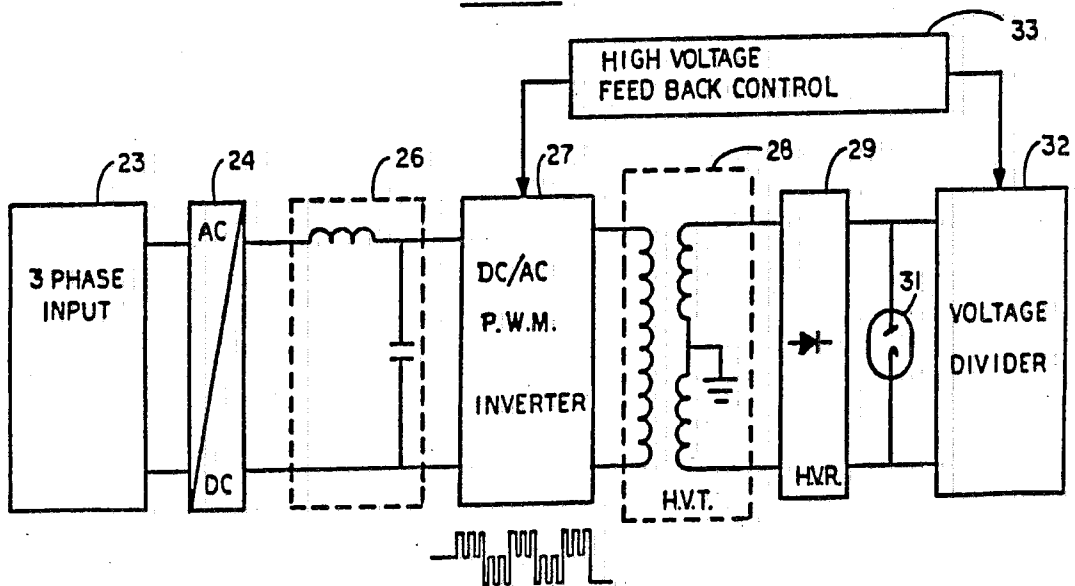 33
HIGH VOLTAGE
FEED BACK CONTROL
23
24
26
27
28
29
32
3 PHASE
INPUT
AC
DC
DC/AC
P.W.M.
INVERTER
H.V.T.
H.V.R.
31
VOLTAGE
DIVIDER